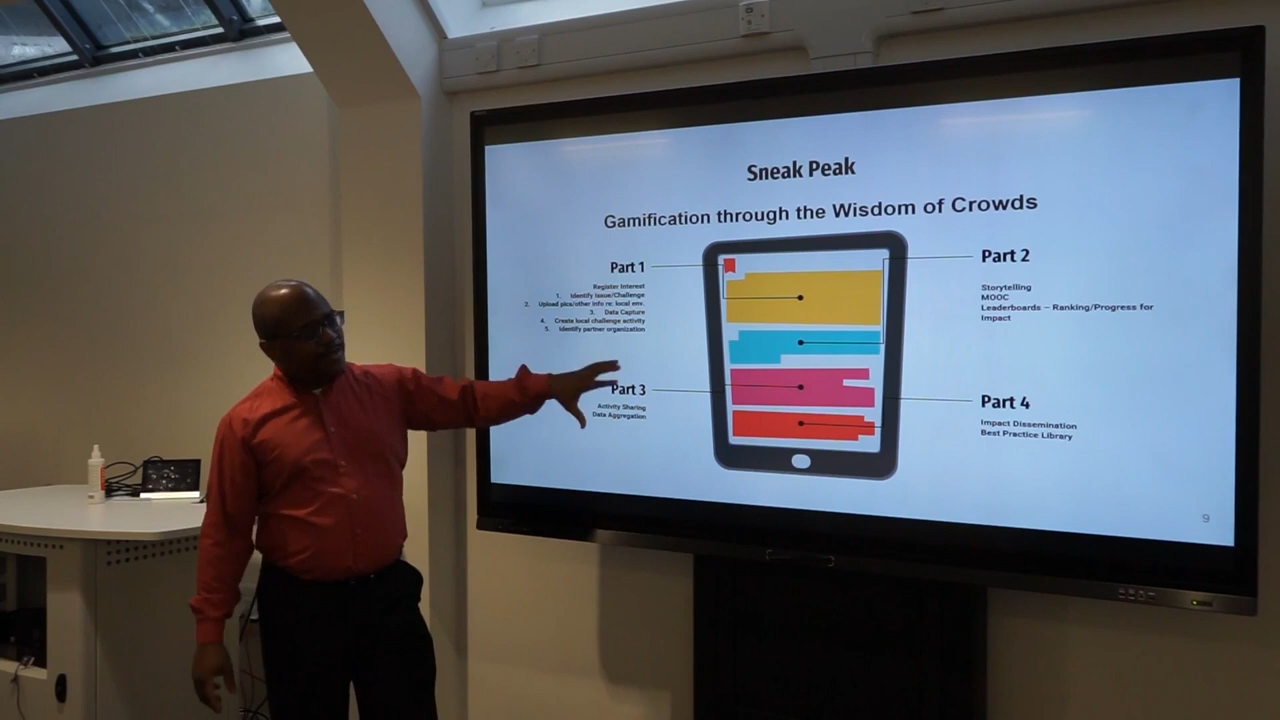 Sneak Peak
Gamification through the Wisdom of Crowds
Part 1
Register Interest
1. Identify Issue/Challenge
2. Upload pics/other info re: local env.
3. Data Capture
4. Create local challenge activity
5. Identify partner organization
Part 2
Storytelling
MOOC
Leaderboards – Ranking/Progress for
Impact
Part 3
Activity Sharing
Data Aggregation
Part 4
Impact Dissemination
Best Practice Library
9